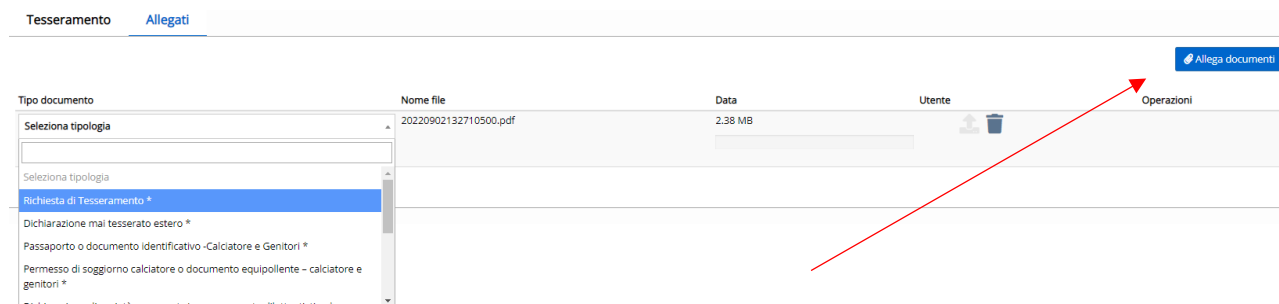 Tesseramento Allegati
Allega documenti
Tipo documento Nome file Data Utente Operazioni
Seleziona tipologia 20220902132710500.pdf 2.38 MB
Seleziona tipologia
Richiesta di Tesseramento *
Dichiarazione mai tesserato estero *
Passaporto o documento identificativo -Calciatore e Genitori *
Permesso di soggiorno calciatore o documento equipollente – calciatore e
genitori *